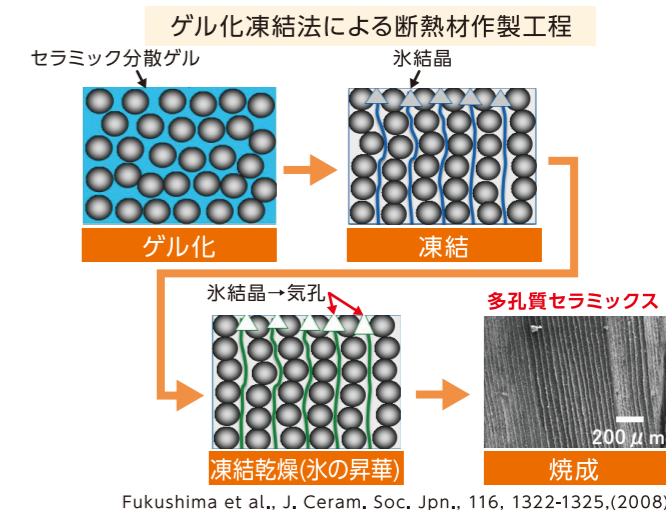 ゲル化凍結法による断熱材作製工程
セラミック分散ゲル
氷結晶
ゲル化
凍結
氷結晶→気孔
多孔質セラミックス
200μm
凍結乾燥(氷の昇華)
焼成
Fukushima et al., J. Ceram. Soc. Jpn., 116, 1322-1325,(2008)